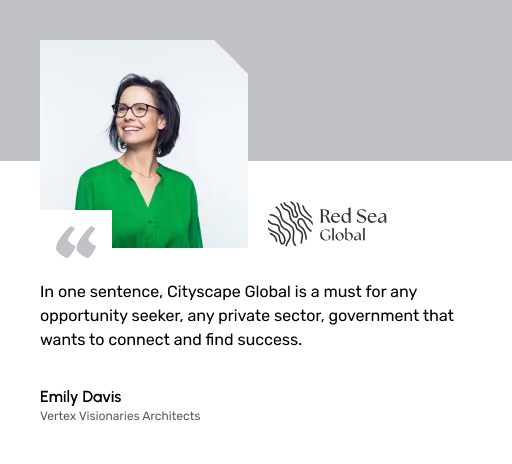 Red Sea
Global
In one sentence, Cityscape Global is a must for any
opportunity seeker, any private sector, government that
wants to connect and find success.
Emily Davis
Vertex Visionaries Architects